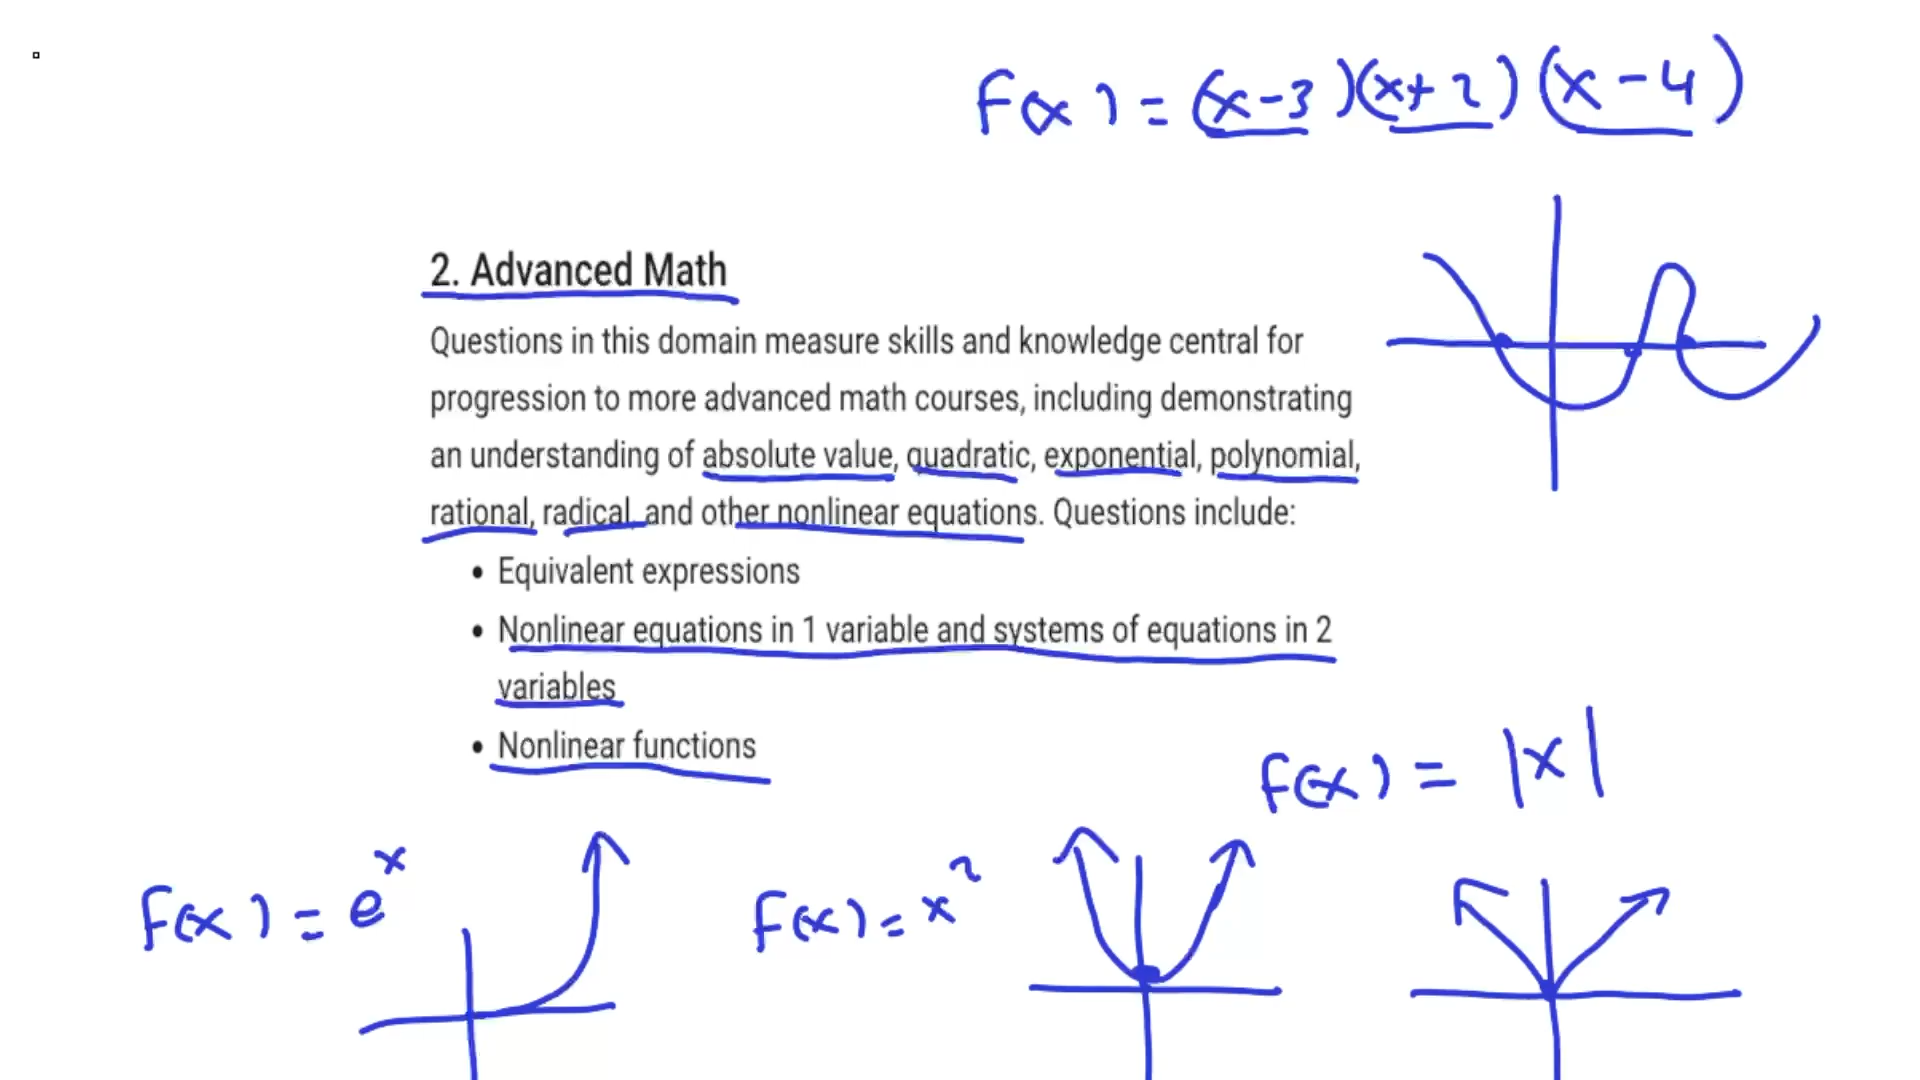 F(x) = (x-3)(x+2)(x-4)
2. Advanced Math
Questions in this domain measure skills and knowledge central for
progression to more advanced math courses, including demonstrating
an understanding of absolute value, quadratic, exponential, polynomial,
rational, radical, and other nonlinear equations. Questions include:
• Equivalent expressions
• Nonlinear equations in 1 variable and systems of equations in 2
variables
• Nonlinear functions
F(x) = |x|
F(x) = e^x
F(x) = x^2